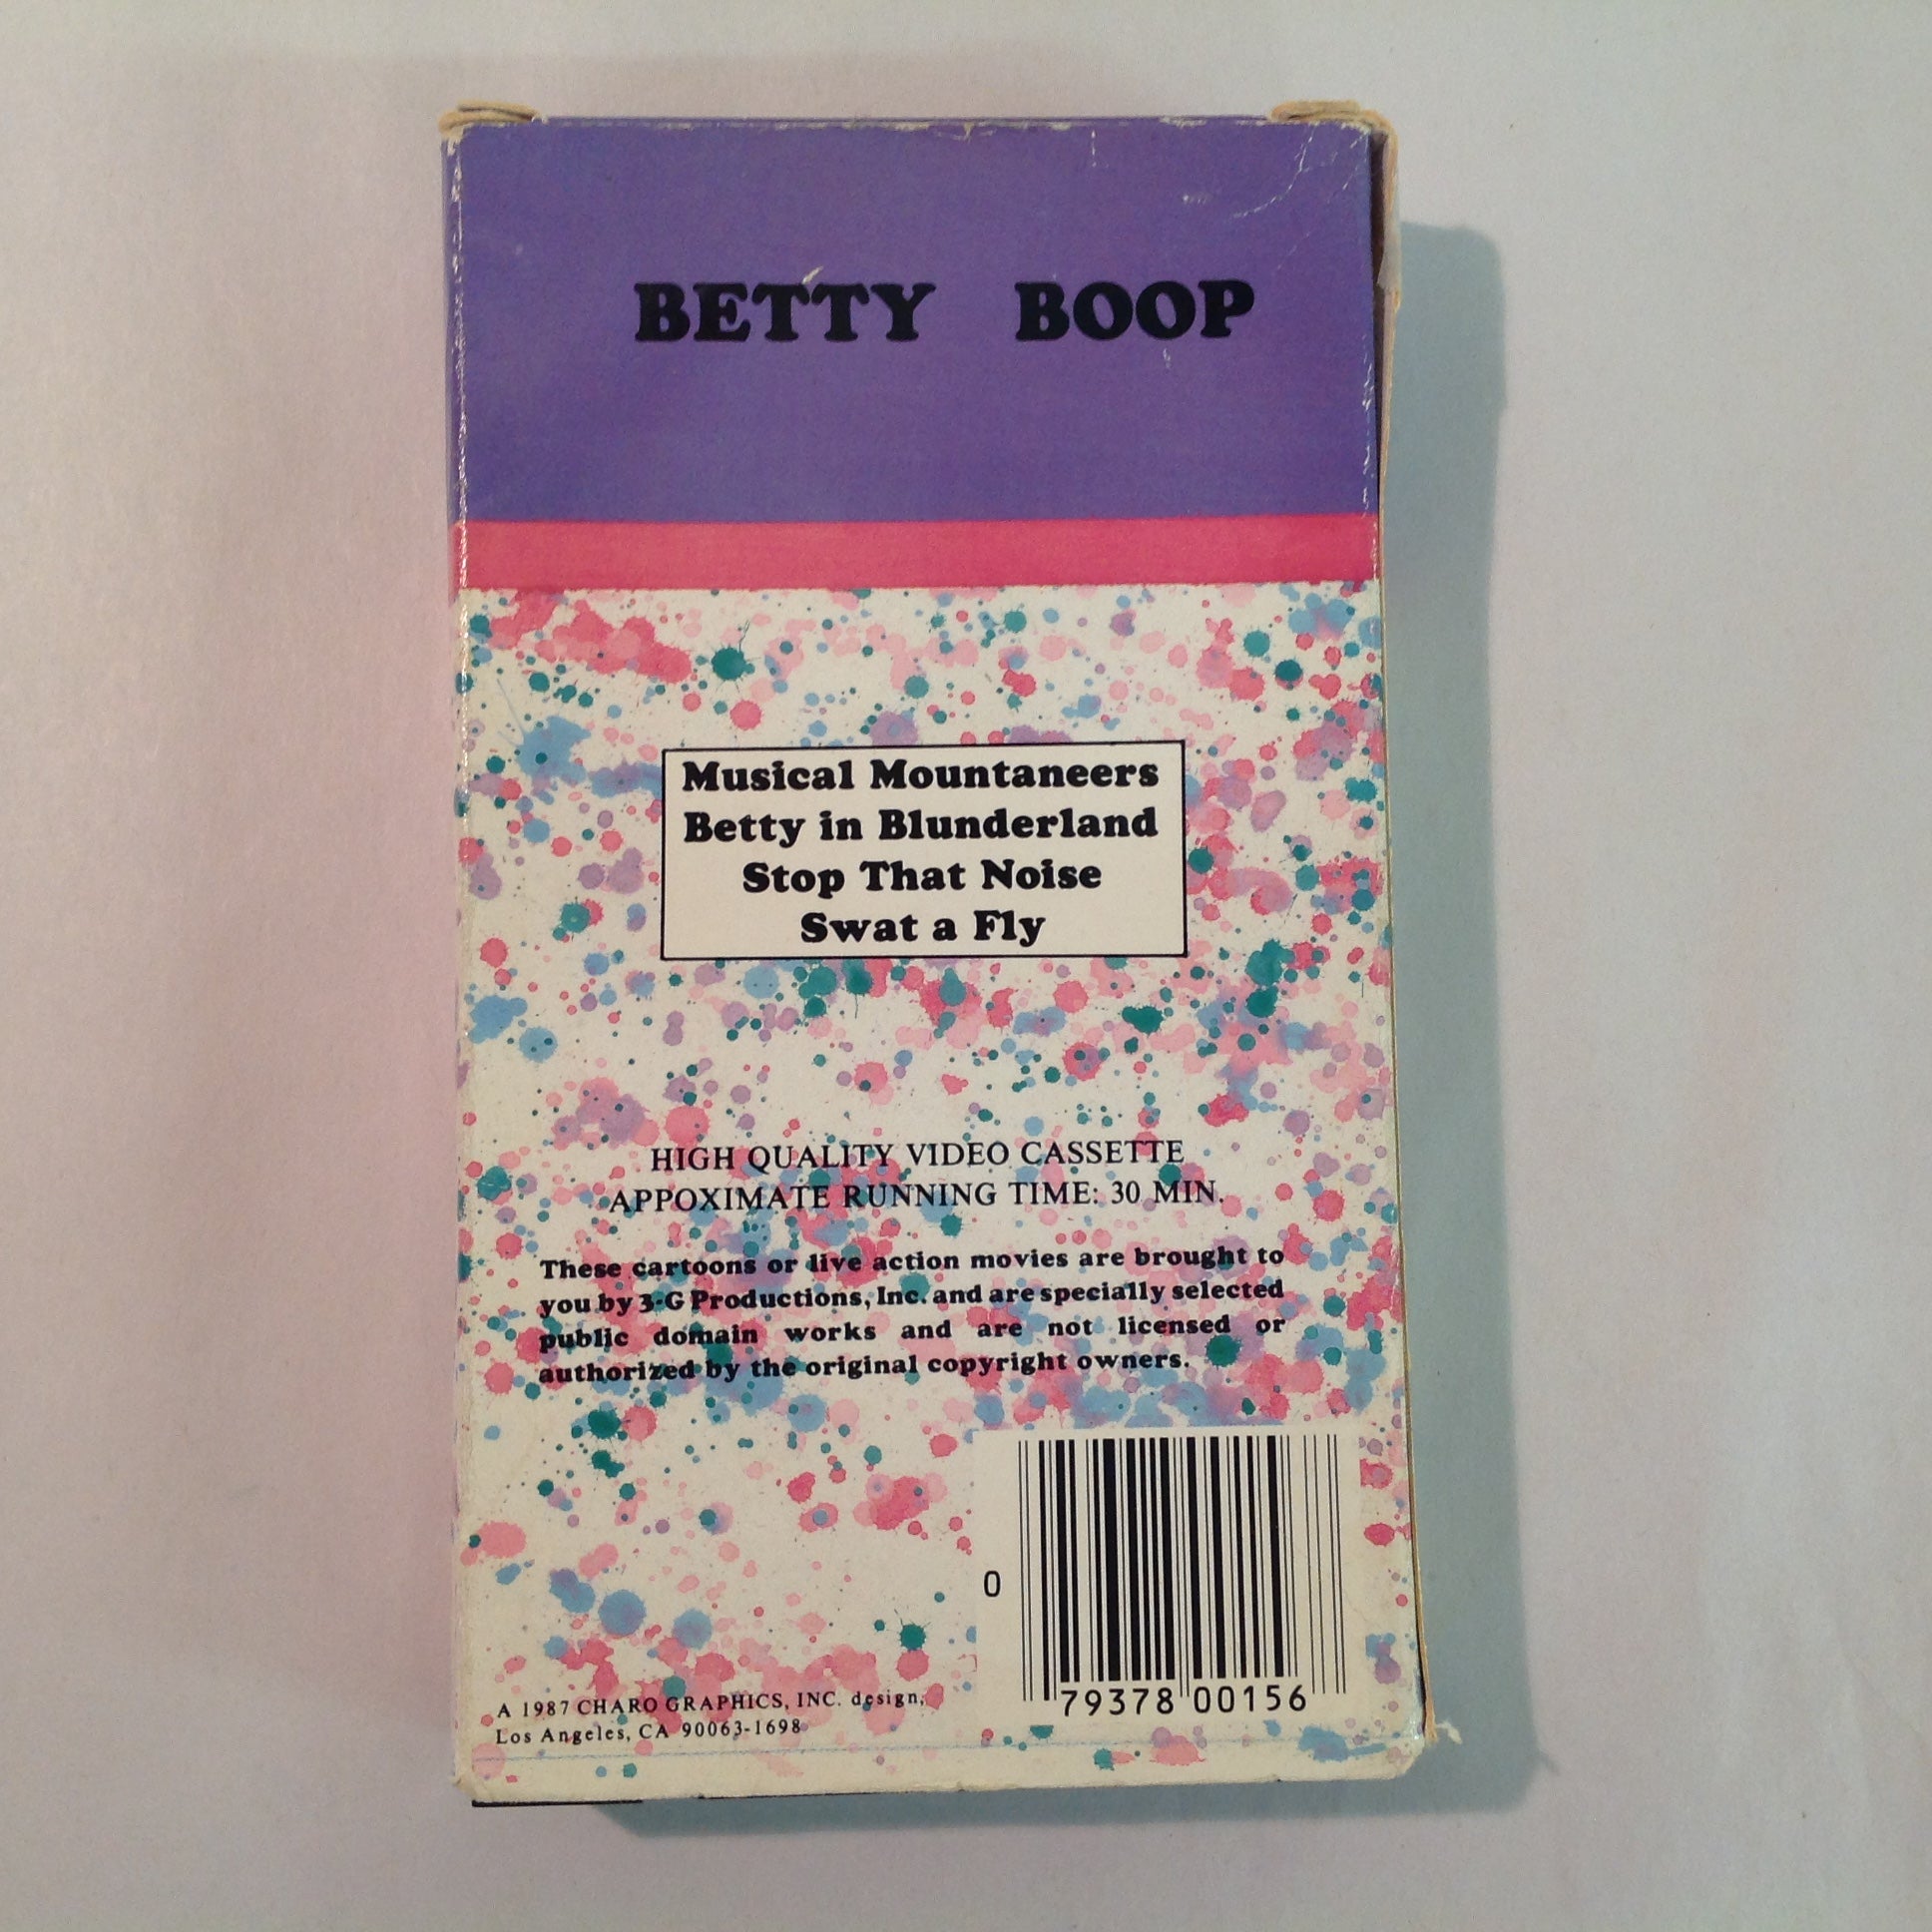 BETTY BOOP
Musical Mountaneers
Betty in Blunderland
Stop That Noise
Swat a Fly
HIGH QUALITY VIDEO CASSETTE
APPOXIMATE RUNNING TIME: 30 MIN.
These cartoons or live action movies are brought to
you by 3-G Productions, Inc. and are specially selected
public domain works and are not licensed or
authorized by the original copyright owners.
0
79378 00156
A 1987 CHARO GRAPHICS, INC. design,
Los Angeles, CA 90063-1698